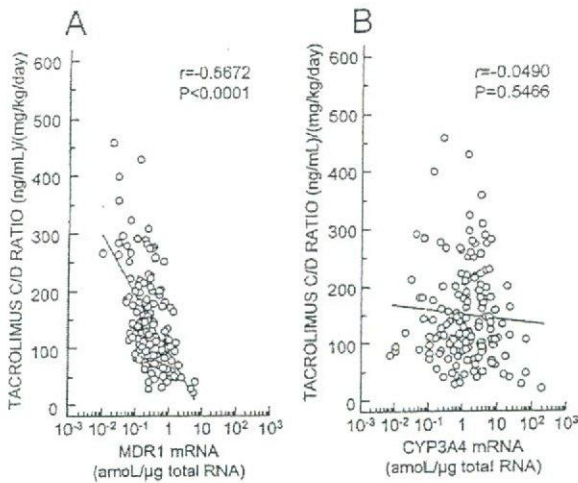 A
r=-0.5672
P<0.0001
TACROLIMUS C/D RATIO (ng/mL)/(mg/kg/day)
600
500
400
300
200
100
0
10-3 10-2 10-1 1 10 102 103
MDR1 mRNA
(amoL/μg total RNA)
B
r=-0.0490
P=0.5466
TACROLIMUS C/D RATIO (ng/mL)/(mg/kg/day)
600
500
400
300
200
100
0
10-3 10-2 10-1 1 10 102 103
CYP3A4 mRNA
(amoL/μg total RNA)